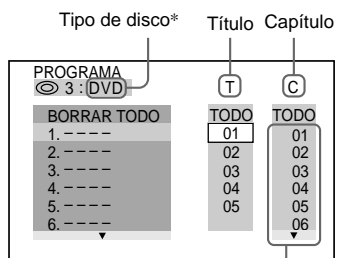 Tipo de disco* Título Capítulo
PROGRAMA
3 : DVD T C
BORRAR TODO TODO TODO
1. – – – – 01 01
2. – – – – 02 02
3. – – – – 03 03
4. – – – – 04 04
5. – – – – 05 05
6. – – – – 06